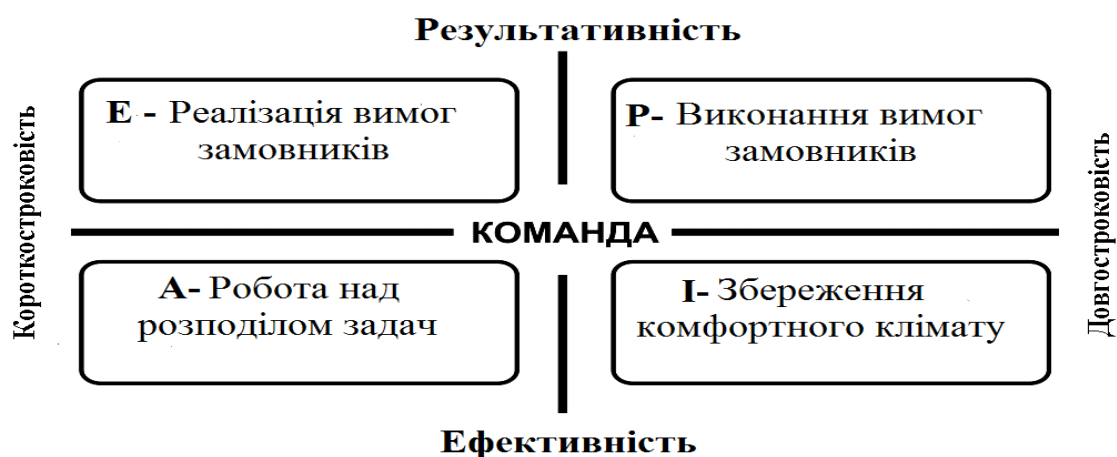 Результативність
Короткостроковість
E - Реалізація вимог
замовників
P- Виконання вимог
замовників
КОМАНДА
A- Робота над
розподілом задач
I- Збереження
комфортного клімату
Довгостроковість
Ефективність